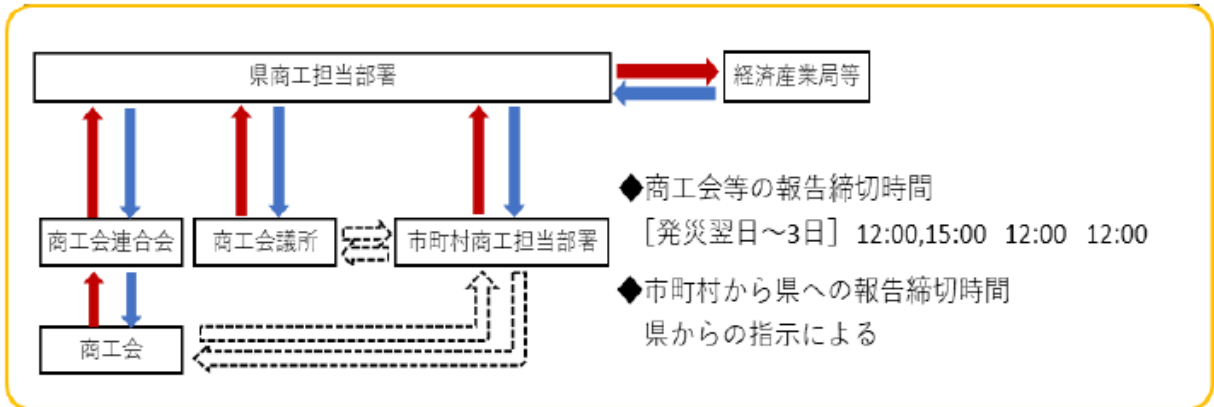 県商工担当部署
経済産業局等
◆商工会等の報告締切時間
[発災翌日～3日] 12:00,15:00 12:00 12:00
商工会連合会
商工会議所
市町村商工担当部署
◆市町村から県への報告締切時間
県からの指示による
商工会